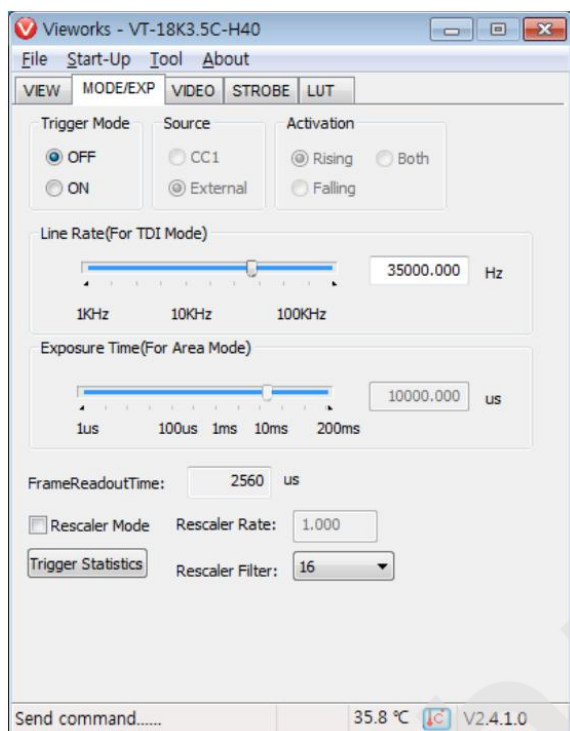 Vieworks - VT-18K3.5C-H40
File Start-Up Tool About
VIEW MODE/EXP VIDEO STROBE LUT
Trigger Mode Source Activation
OFF CC1 Rising Both
ON External Falling
Line Rate(For TDI Mode)
35000.000 Hz
1KHz 10KHz 100KHz
Exposure Time(For Area Mode)
10000.000 us
1us 100us 1ms 10ms 200ms
FrameReadoutTime: 2560 us
Rescaler Mode Rescaler Rate: 1.000
Trigger Statistics Rescaler Filter: 16
Send command...... 35.8 ℃ C V2.4.1.0